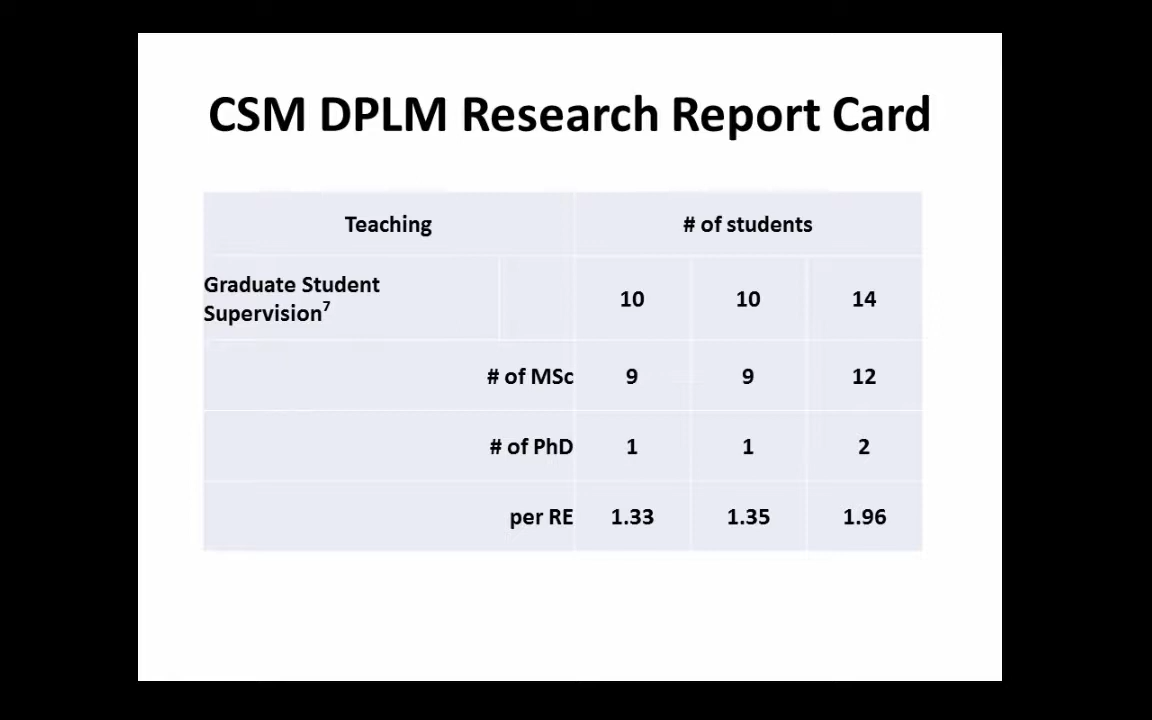 CSM DPLM Research Report Card
Teaching # of students
Graduate Student
Supervision7 10 10 14
# of MSc 9 9 12
# of PhD 1 1 2
per RE 1.33 1.35 1.96